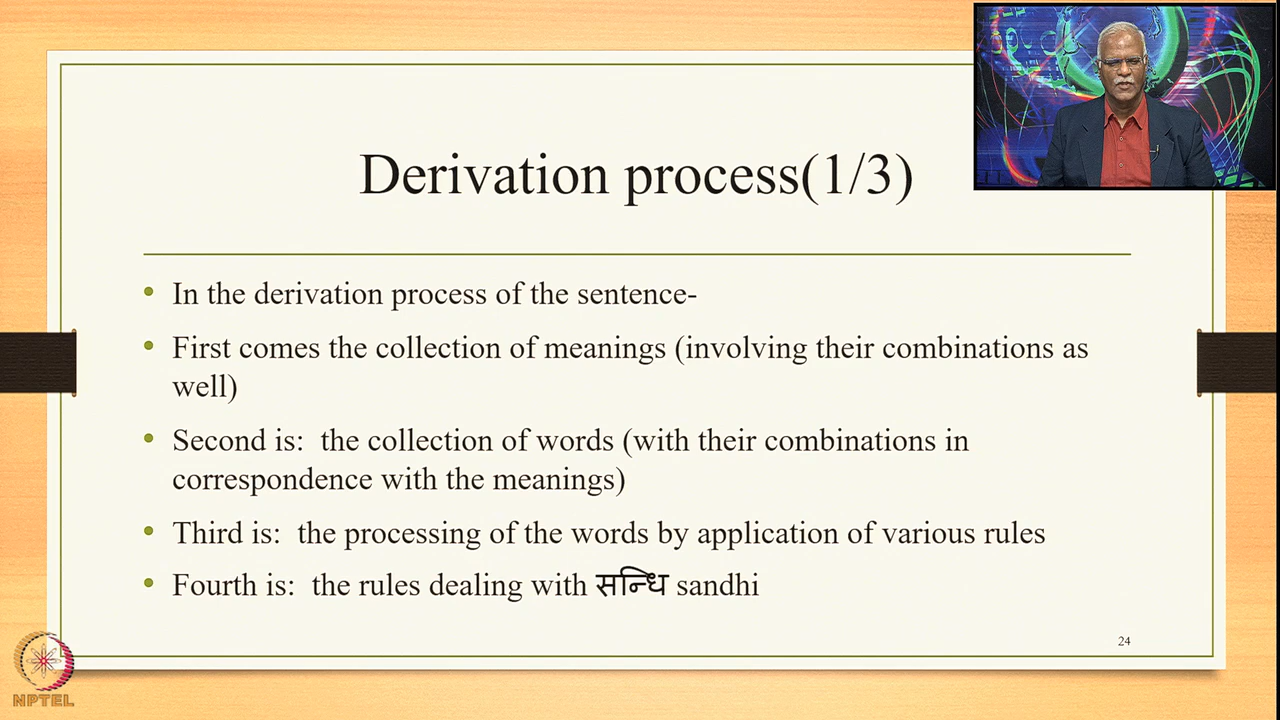 Derivation process(1/3)
In the derivation process of the sentence-
First comes the collection of meanings (involving their combinations as
well)
Second is: the collection of words (with their combinations in
correspondence with the meanings)
Third is: the processing of the words by application of various rules
Fourth is: the rules dealing with सन्धि sandhi
24
NPTEL